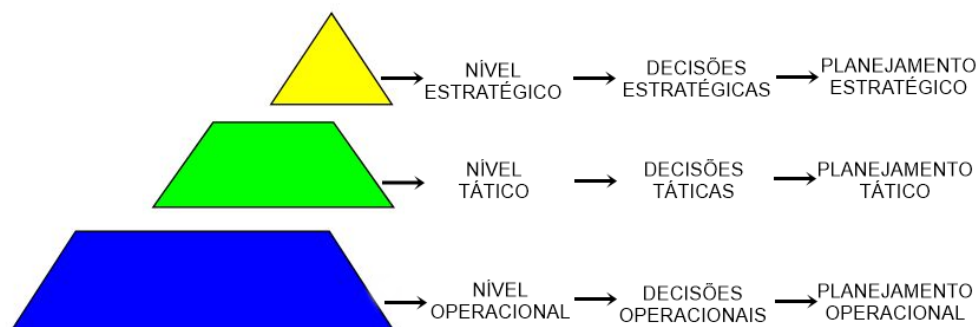 NÍVEL
ESTRATÉGICO
DECISÕES
ESTRATÉGICAS
PLANEJAMENTO
ESTRATÉGICO
NÍVEL
TÁTICO
DECISÕES
TÁTICAS
PLANEJAMENTO
TÁTICO
NÍVEL
OPERACIONAL
DECISÕES
OPERACIONAIS
PLANEJAMENTO
OPERACIONAL